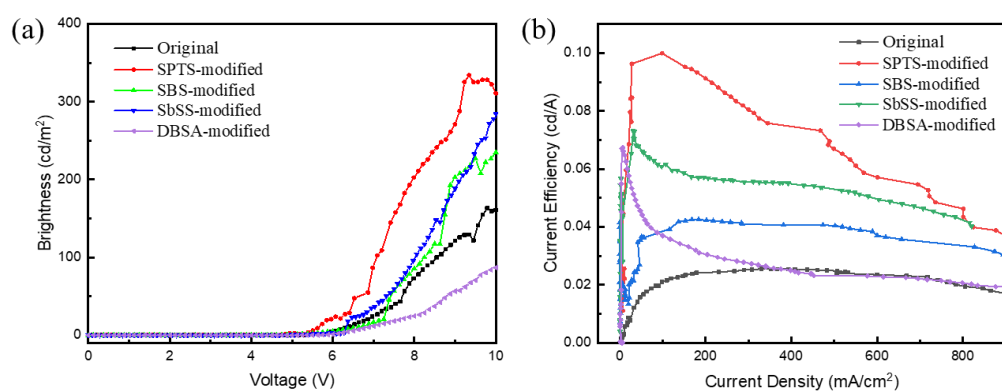 (a)
400
300
200
100
0
Brightness (cd/m²)
Original
SPTS-modified
SBS-modified
SbSS-modified
DBSA-modified
0 2 4 6 8 10
Voltage (V)
(b)
0.10
0.08
0.06
0.04
0.02
0.00
Current Efficiency (cd/A)
Original
SPTS-modified
SBS-modified
SbSS-modified
DBSA-modified
0 200 400 600 800
Current Density (mA/cm²)